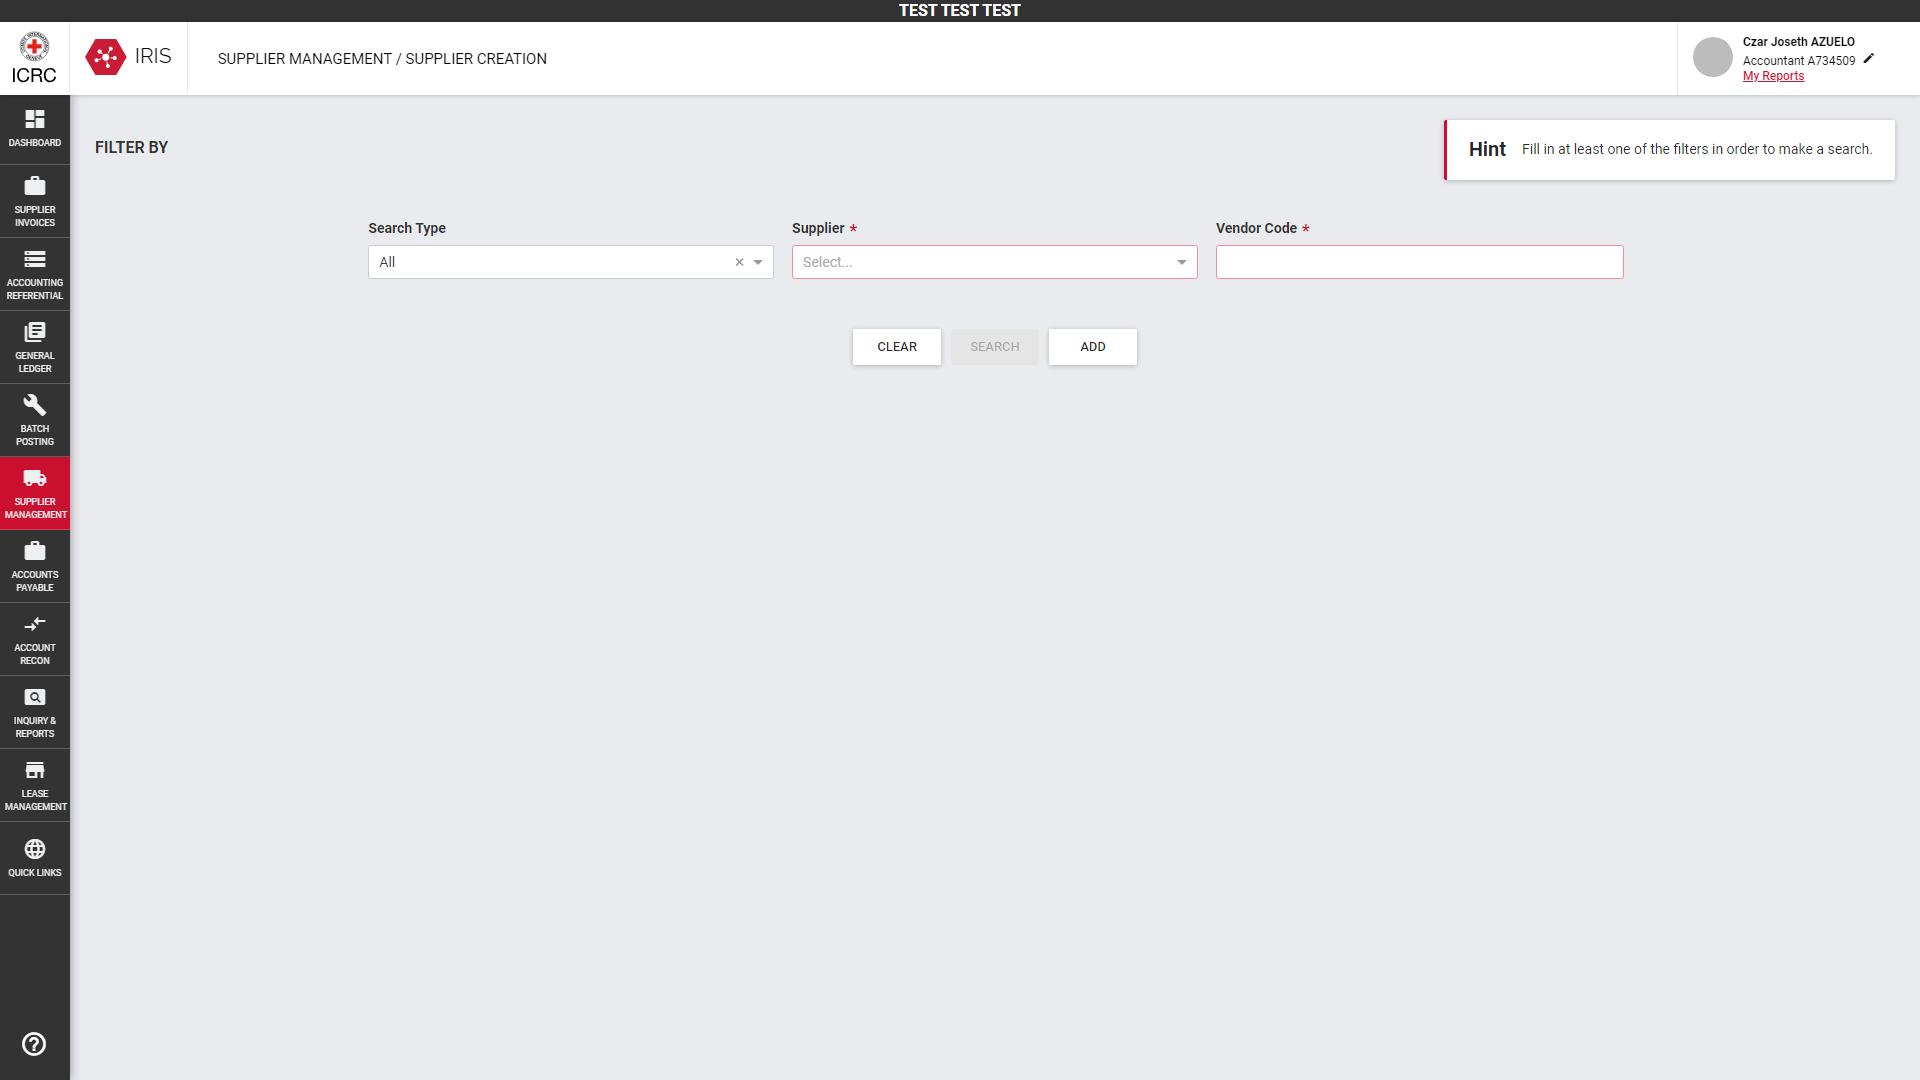 TEST TEST TEST
ICRC
IRIS
SUPPLIER MANAGEMENT / SUPPLIER CREATION
Czar Joseth AZUELO
Accountant A734509
My Reports
DASHBOARD
SUPPLIER
INVOICES
ACCOUNTING
REFERENTIAL
GENERAL
LEDGER
BATCH
POSTING
SUPPLIER
MANAGEMENT
ACCOUNTS
PAYABLE
ACCOUNT
RECON
INQUIRY &
REPORTS
LEASE
MANAGEMENT
QUICK LINKS
FILTER BY
Hint Fill in at least one of the filters in order to make a search.
Search Type
All
Supplier *
Select...
Vendor Code *
CLEAR
SEARCH
ADD